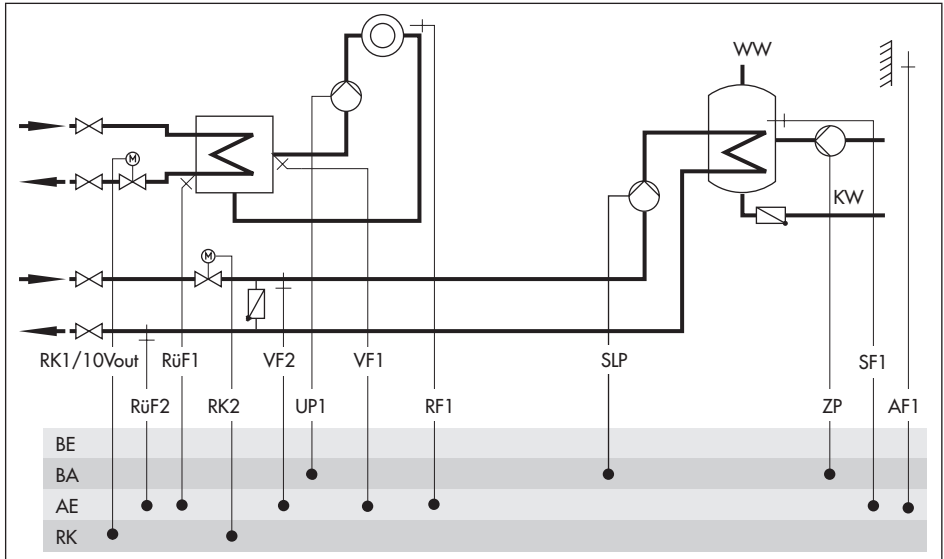 WW
M
KW
M
RK1/10Vout RüF1 VF2 VF1 SLP SF1
RüF2 RK2 UP1 RF1 ZP AF1
BE
BA
AE
RK